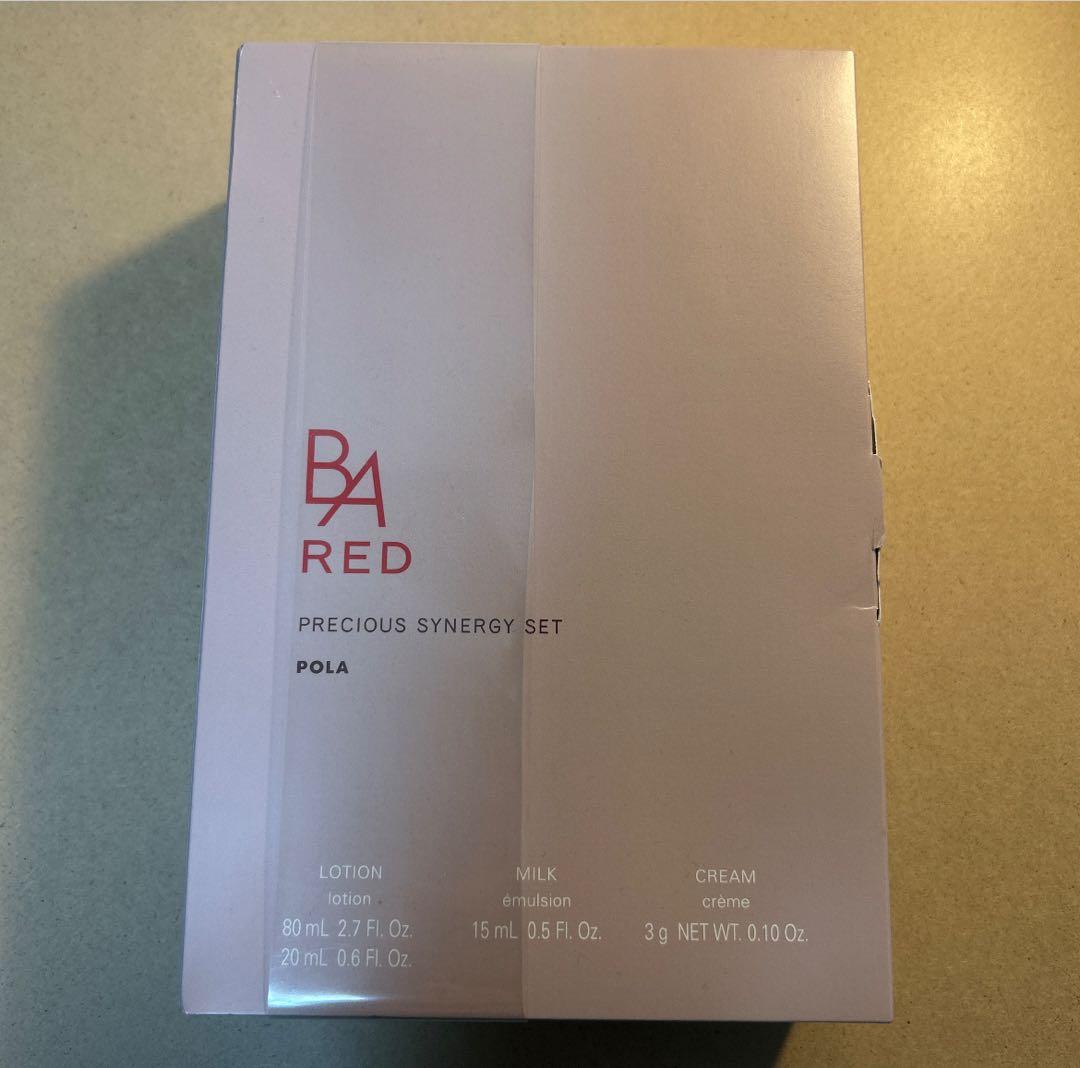 BA
RED
PRECIOUS SYNERGY SET
POLA
LOTION
lotion
80 mL 2.7 Fl. Oz.
20 mL 0.6 Fl. Oz.
MILK
émulsion
15 mL 0.5 Fl. Oz.
CREAM
crème
3 g NET WT. 0.10 Oz.